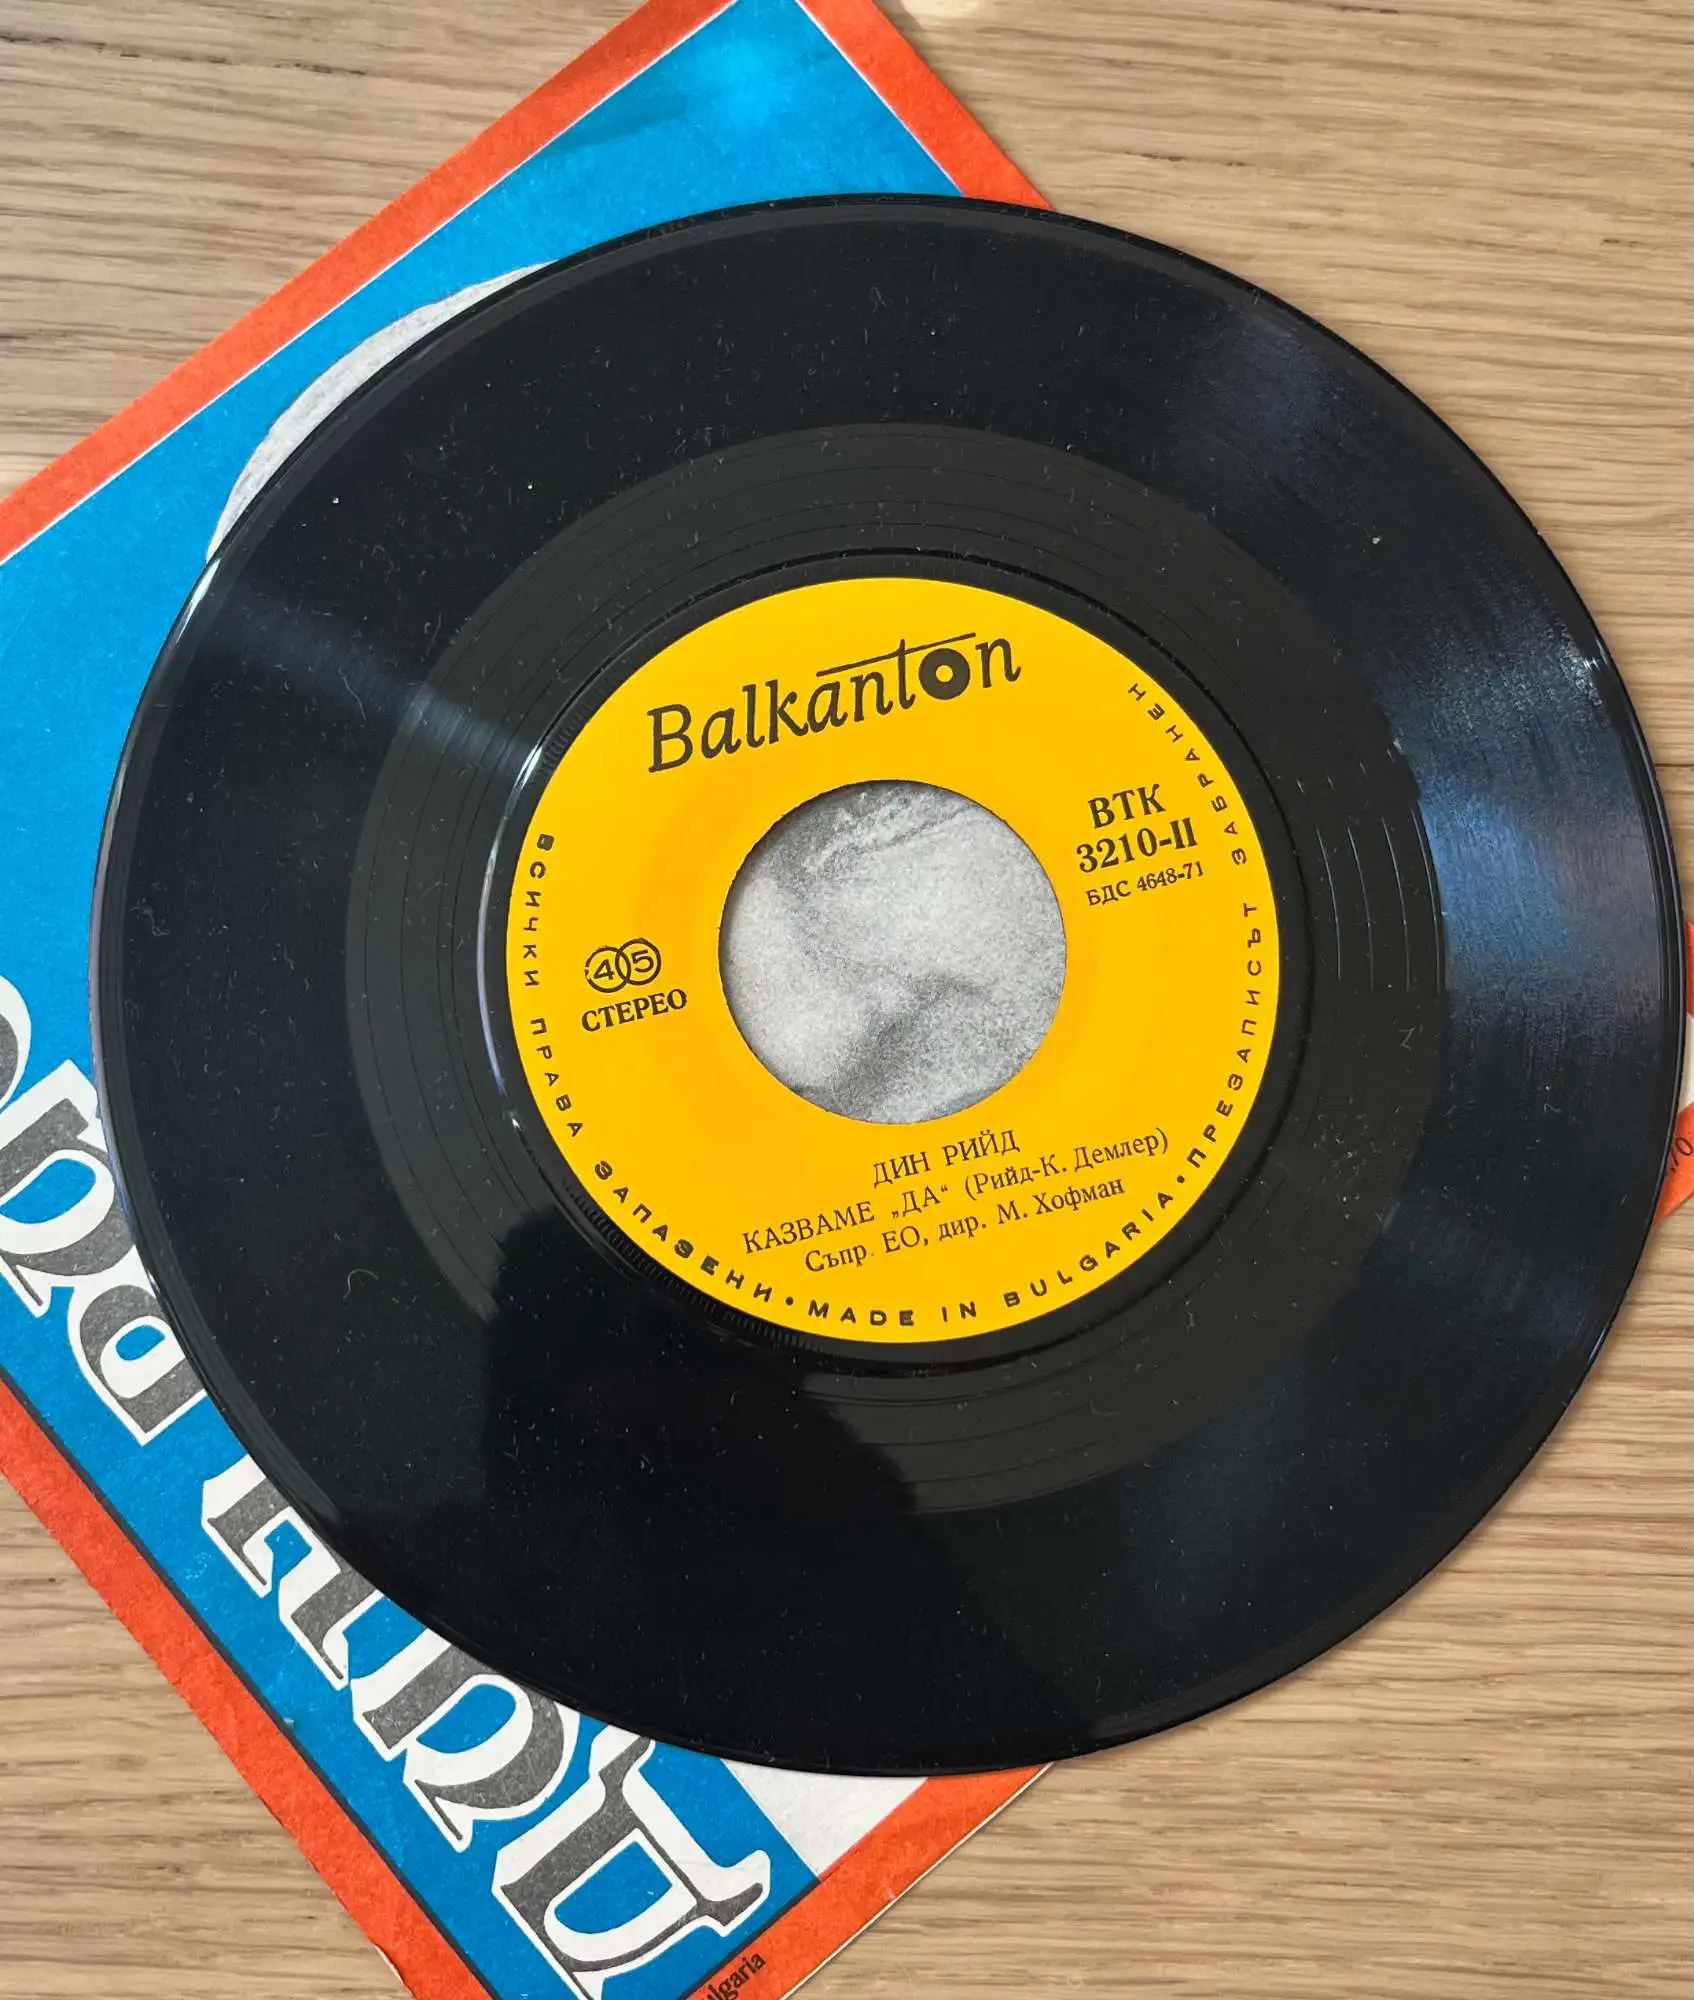 Balkanton
ВТК
3210-II
БДС 4648-71
45
СТЕРЕО
ДИН РИЙД
КАЗВАМЕ „ДА“ (Рийд-К. Демлер)
Съпр. ЕО, дир. М. Хофман
ВСИЧКИ ПРАВА ЗАПАЗЕНИ • MADE IN BULGARIA • ПРЕЗАПИСЪТ ЗАБРАНЕН